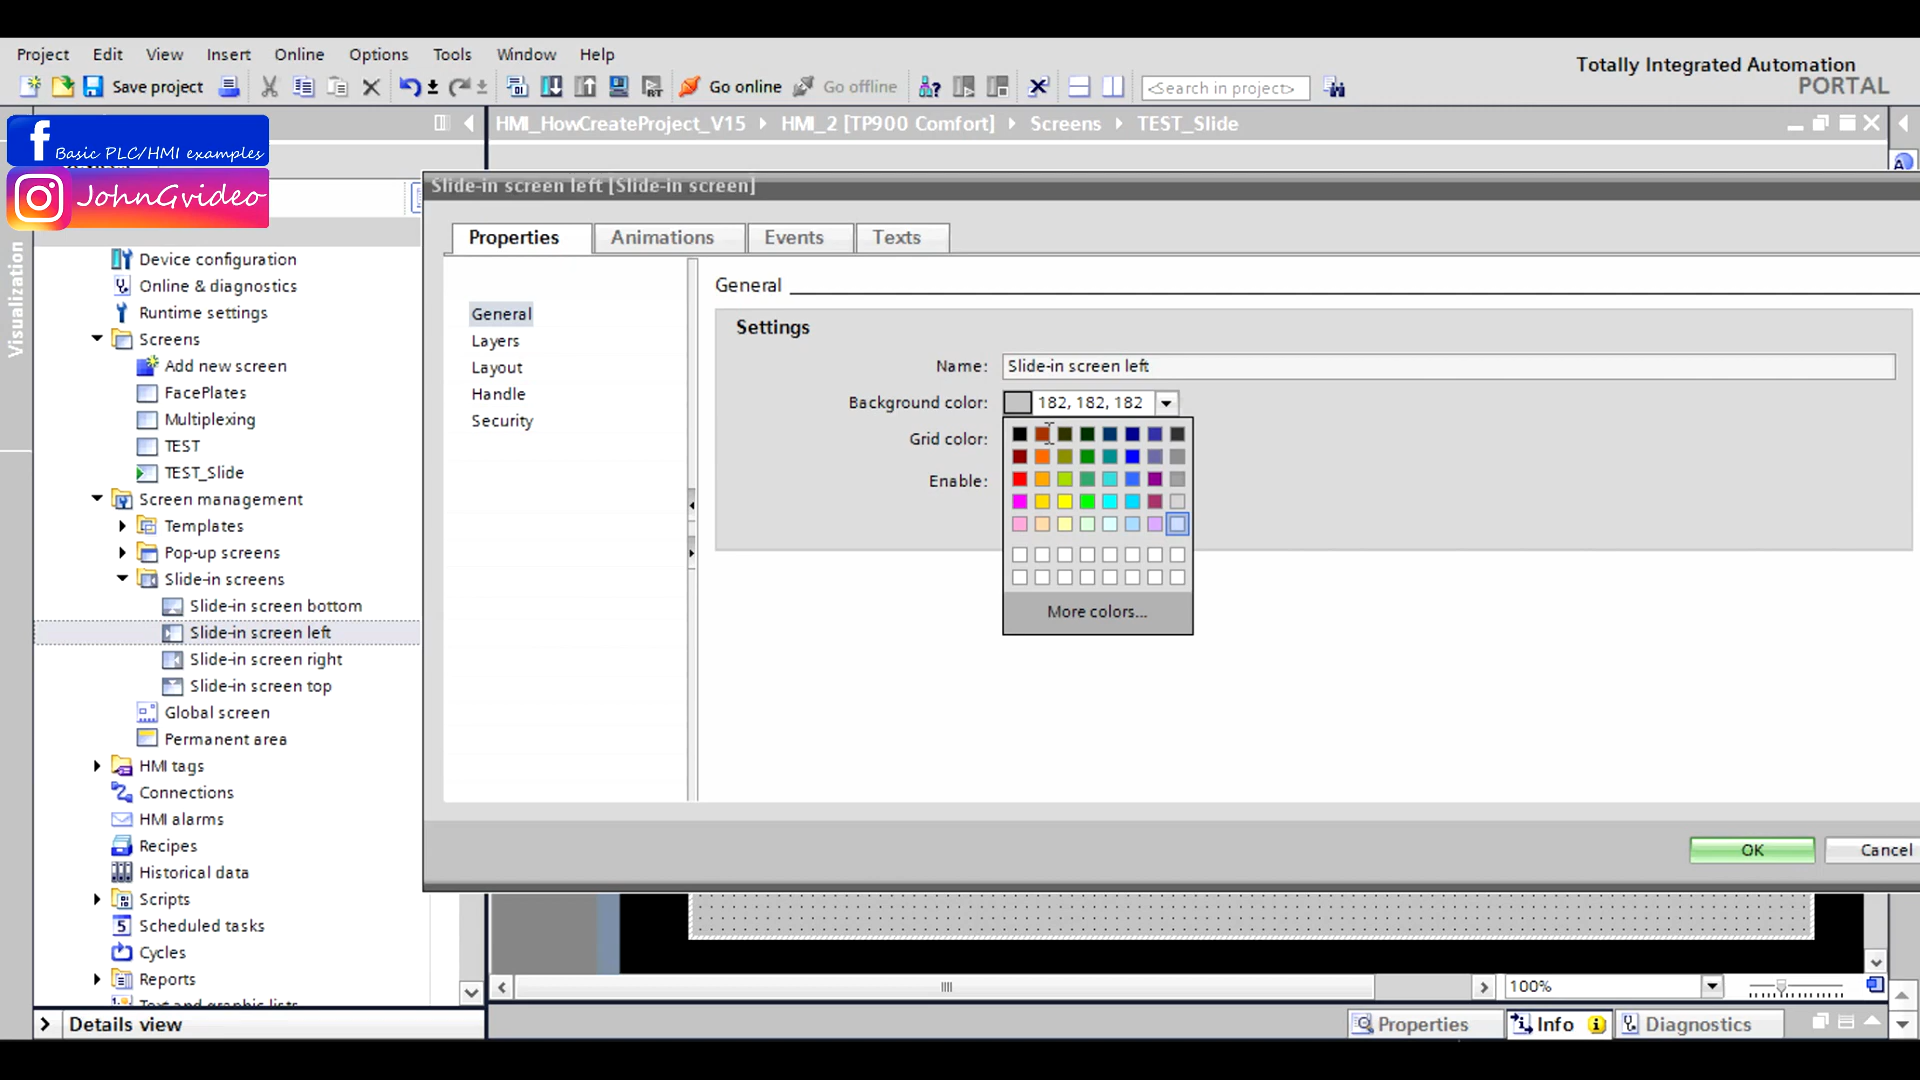 Project Edit View Insert Online Options Tools Window Help
Totally Integrated Automation
PORTAL
Save project
Go online
Go offline
<Search in project>
HMI_HowCreateProject_V15 HMI_2 [TP900 Comfort] Screens TEST_Slide
Basic PLC/HMI examples
JohnGvideo
Visualization
Slide-in screen left [Slide-in screen]
Properties Animations Events Texts
General
Layers
Layout
Handle
Security
General
Settings
Name: Slide-in screen left
Background color: 182, 182, 182
Grid color:
Enable:
More colors...
OK
Cancel
Device configuration
Online & diagnostics
Runtime settings
Screens
Add new screen
FacePlates
Multiplexing
TEST
TEST_Slide
Screen management
Templates
Pop-up screens
Slide-in screens
Slide-in screen bottom
Slide-in screen left
Slide-in screen right
Slide-in screen top
Global screen
Permanent area
HMI tags
Connections
HMI alarms
Recipes
Historical data
Scripts
Scheduled tasks
Cycles
Reports
Text and graphic lists
100%
Details view
Properties Info Diagnostics